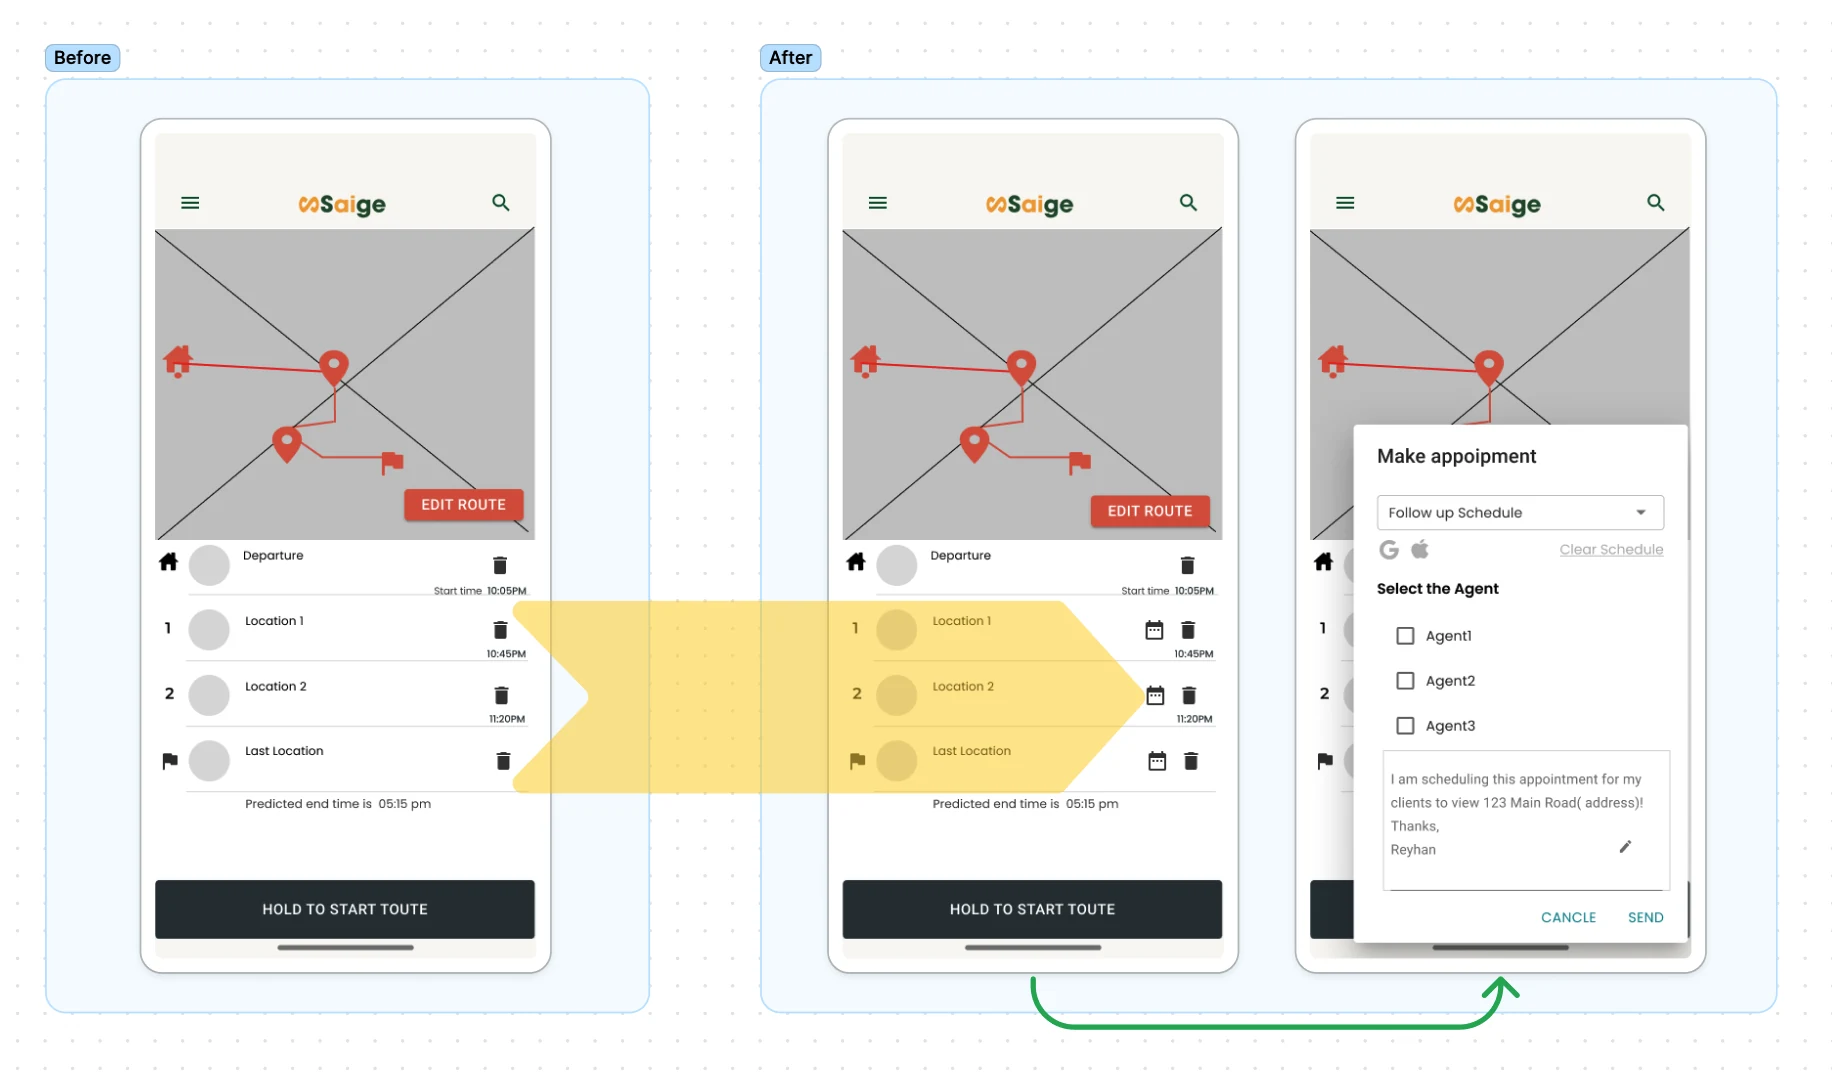 Before
Saige
EDIT ROUTE
Departure
Start time 10:05PM
1 Location 1
10:45PM
2 Location 2
11:20PM
Last Location
Predicted end time is 05:15 pm
HOLD TO START TOUTE
After
Saige
EDIT ROUTE
Departure
Start time 10:05PM
1 Location 1
10:45PM
2 Location 2
11:20PM
Last Location
Predicted end time is 05:15 pm
HOLD TO START TOUTE
Saige
1
2
Make appoipment
Follow up Schedule
G
Clear Schedule
Select the Agent
Agent1
Agent2
Agent3
I am scheduling this appointment for my
clients to view 123 Main Road( address)!
Thanks,
Reyhan
CANCLE SEND